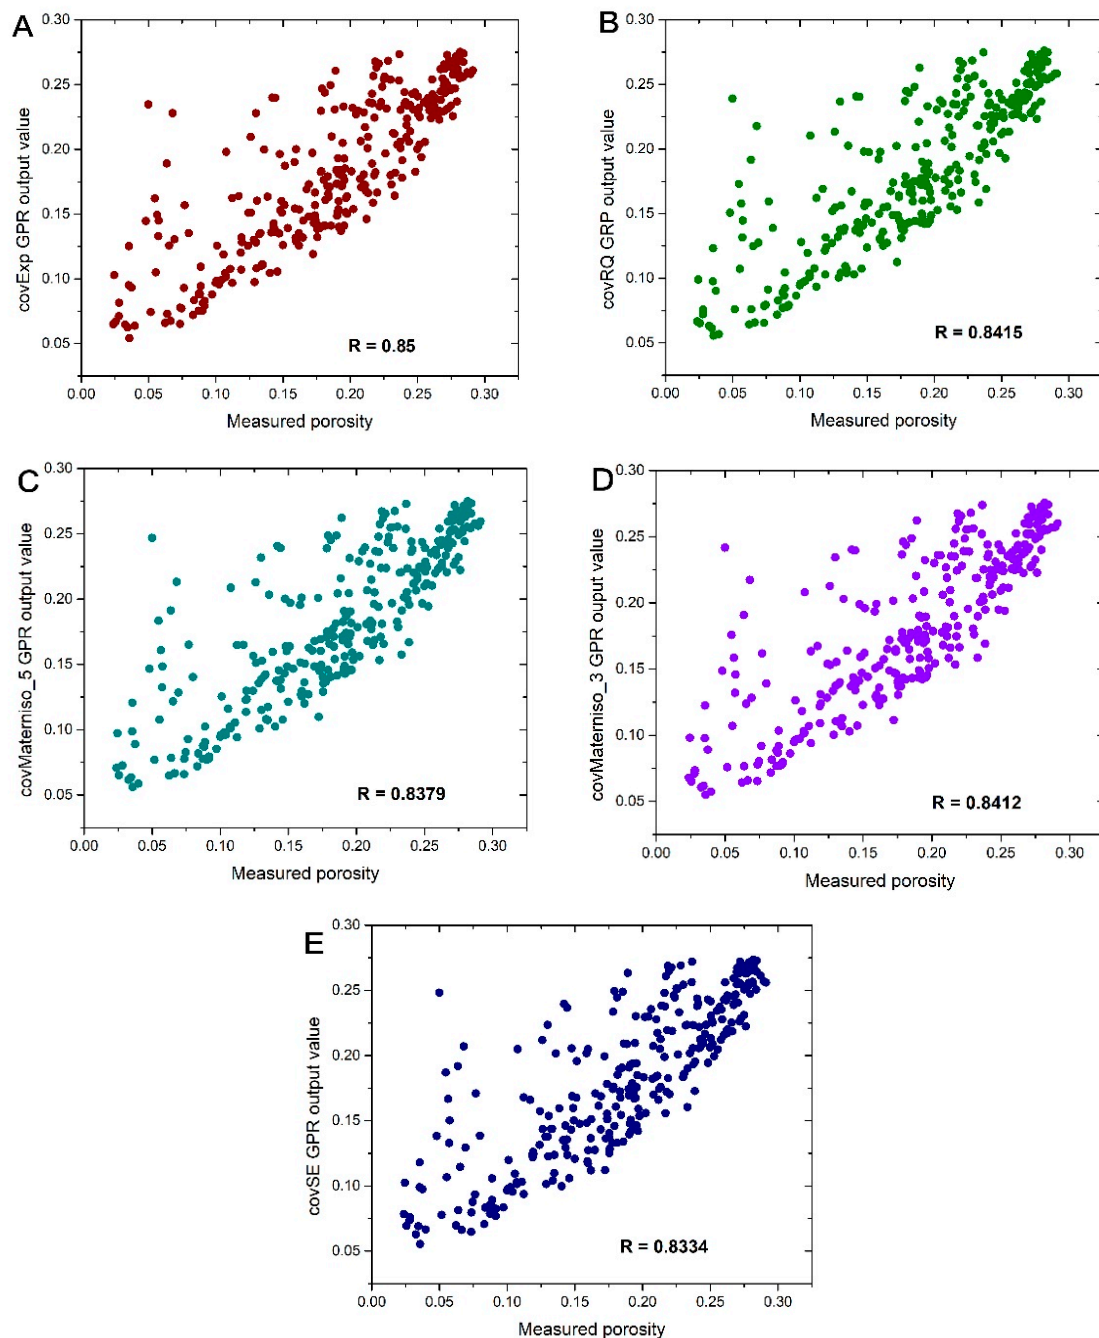 A
0.30
0.25
0.20
0.15
0.10
0.05
covExp GPR output value
R = 0.85
0.00 0.05 0.10 0.15 0.20 0.25 0.30
Measured porosity
B
0.30
0.25
0.20
0.15
0.10
0.05
covRQ GRP output value
R = 0.8415
0.00 0.05 0.10 0.15 0.20 0.25 0.30
Measured porosity
C
0.30
0.25
0.20
0.15
0.10
0.05
covMaterniso_5 GPR output value
R = 0.8379
0.00 0.05 0.10 0.15 0.20 0.25 0.30
Measured porosity
D
0.30
0.25
0.20
0.15
0.10
0.05
covMaterniso_3 GPR ouput value
R = 0.8412
0.00 0.05 0.10 0.15 0.20 0.25 0.30
Measured porosity
E
0.30
0.25
0.20
0.15
0.10
0.05
covSE GPR output value
R = 0.8334
0.00 0.05 0.10 0.15 0.20 0.25 0.30
Measured porosity